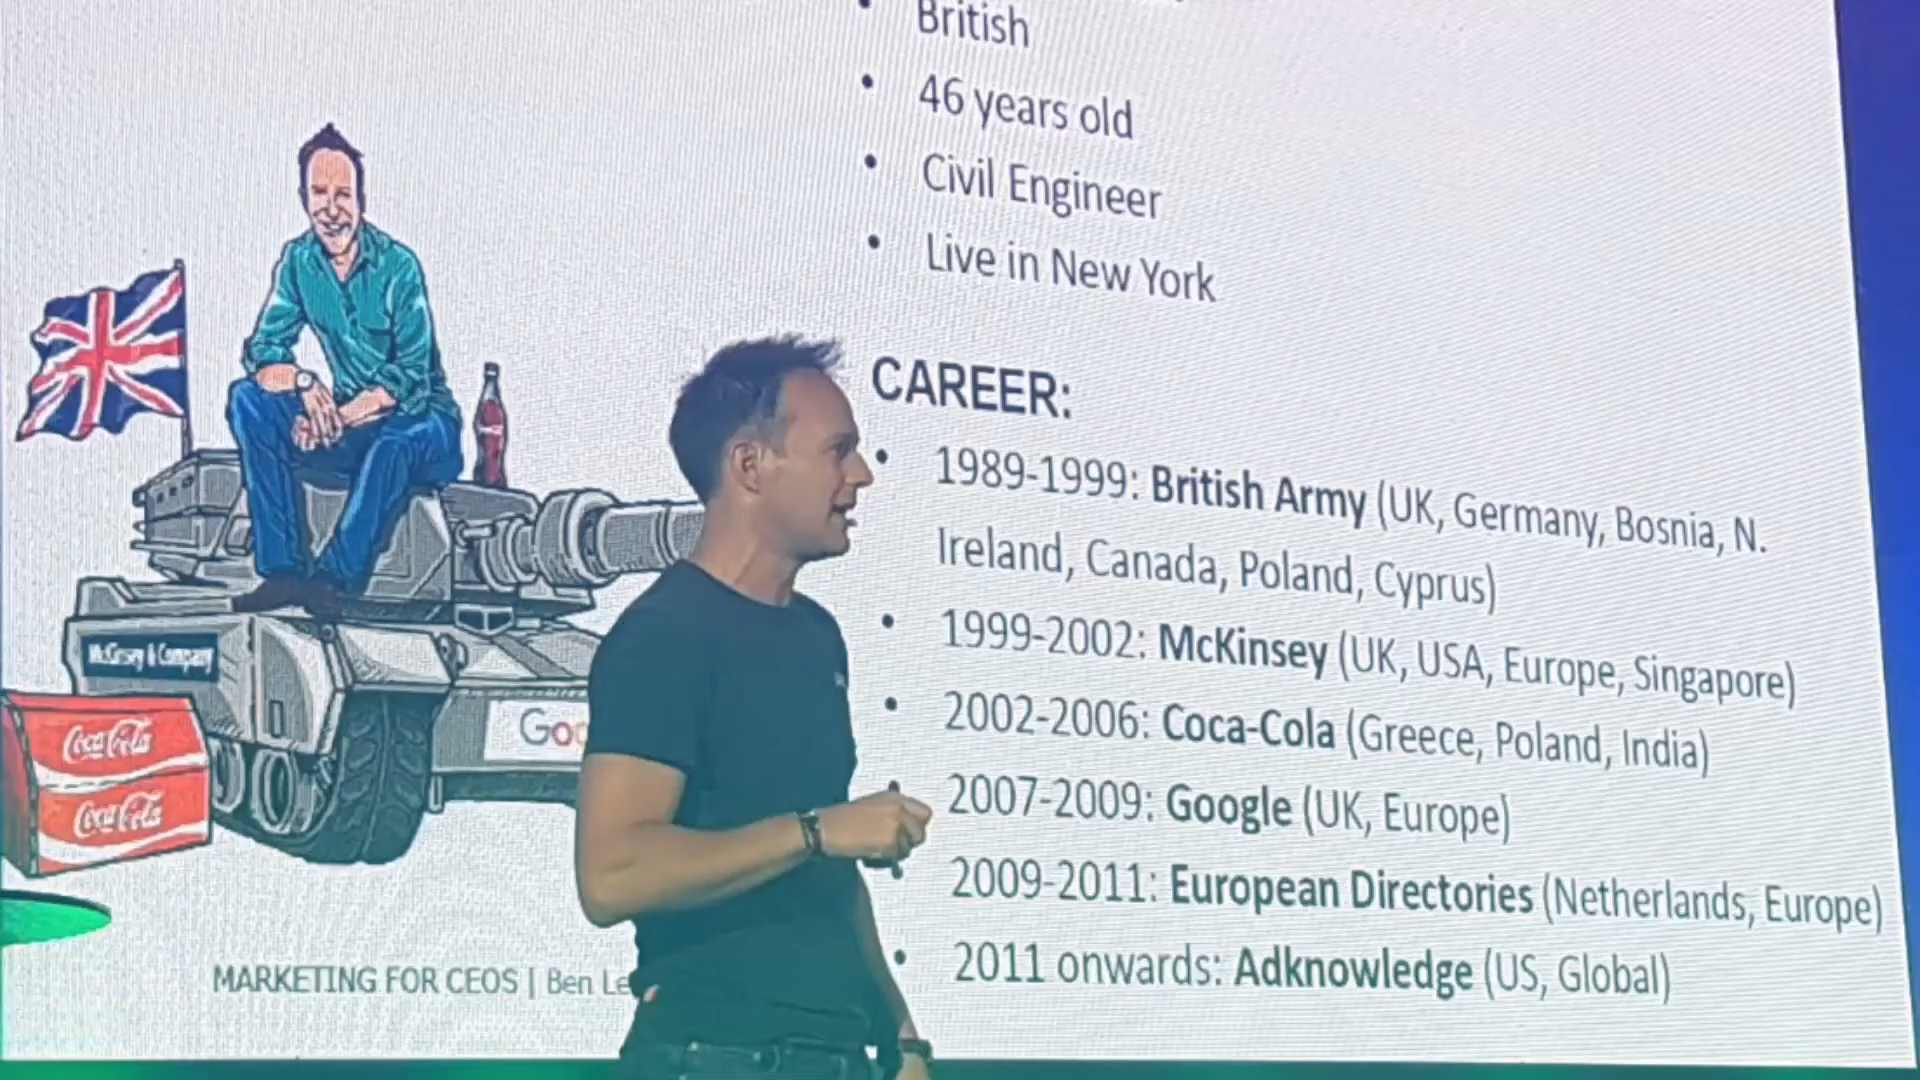 British
46 years old
Civil Engineer
Live in New York
CAREER:
1989-1999: British Army (UK, Germany, Bosnia, N.
Ireland, Canada, Poland, Cyprus)
1999-2002: McKinsey (UK, USA, Europe, Singapore)
2002-2006: Coca-Cola (Greece, Poland, India)
2007-2009: Google (UK, Europe)
2009-2011: European Directories (Netherlands, Europe)
2011 onwards: Adknowledge (US, Global)
McKinsey & Company
Coca-Cola
Coca-Cola
Goo
MARKETING FOR CEOS | Ben Le